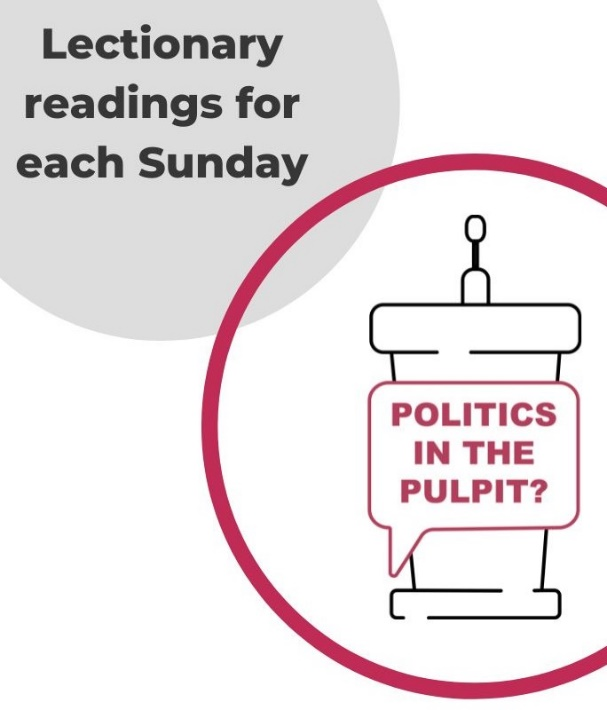 Lectionary
readings for
each Sunday
POLITICS
IN THE
PULPIT?